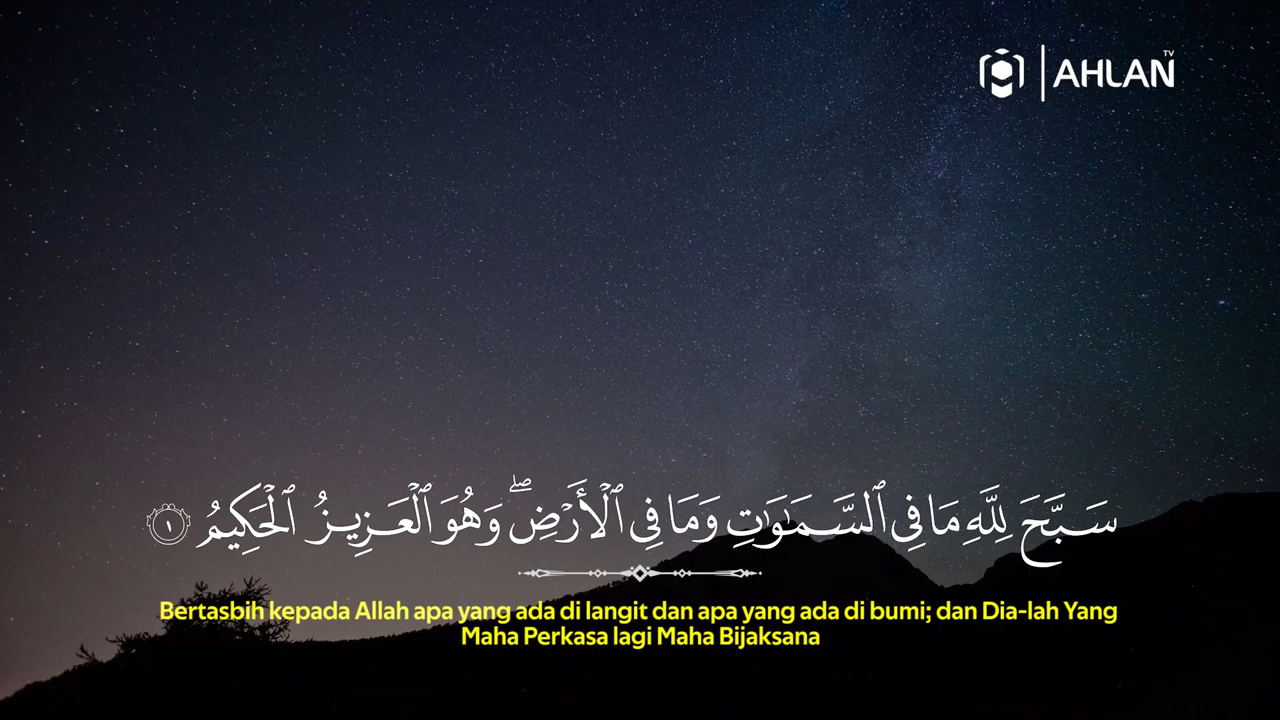 AHLAN TV
سَبَّحَ لِلَّهِ مَا فِي ٱلسَّمَٰوَٰتِ وَمَا فِي ٱلْأَرْضِ ۖ وَهُوَ ٱلْعَزِيزُ ٱلْحَكِيمُ ١
Bertasbih kepada Allah apa yang ada di langit dan apa yang ada di bumi; dan Dia-lah Yang
Maha Perkasa lagi Maha Bijaksana